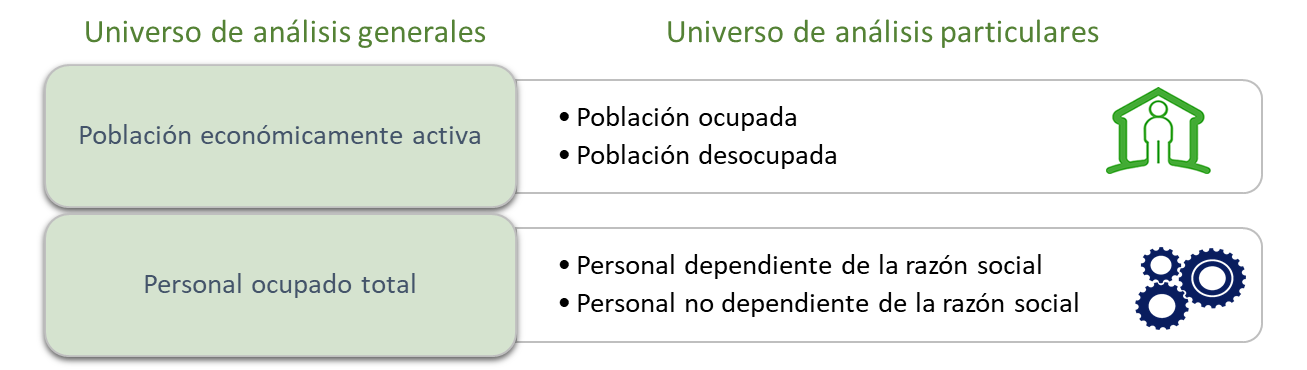 Universo de análisis generales
Universo de análisis particulares
Población económicamente activa
• Población ocupada
• Población desocupada
Personal ocupado total
• Personal dependiente de la razón social
• Personal no dependiente de la razón social